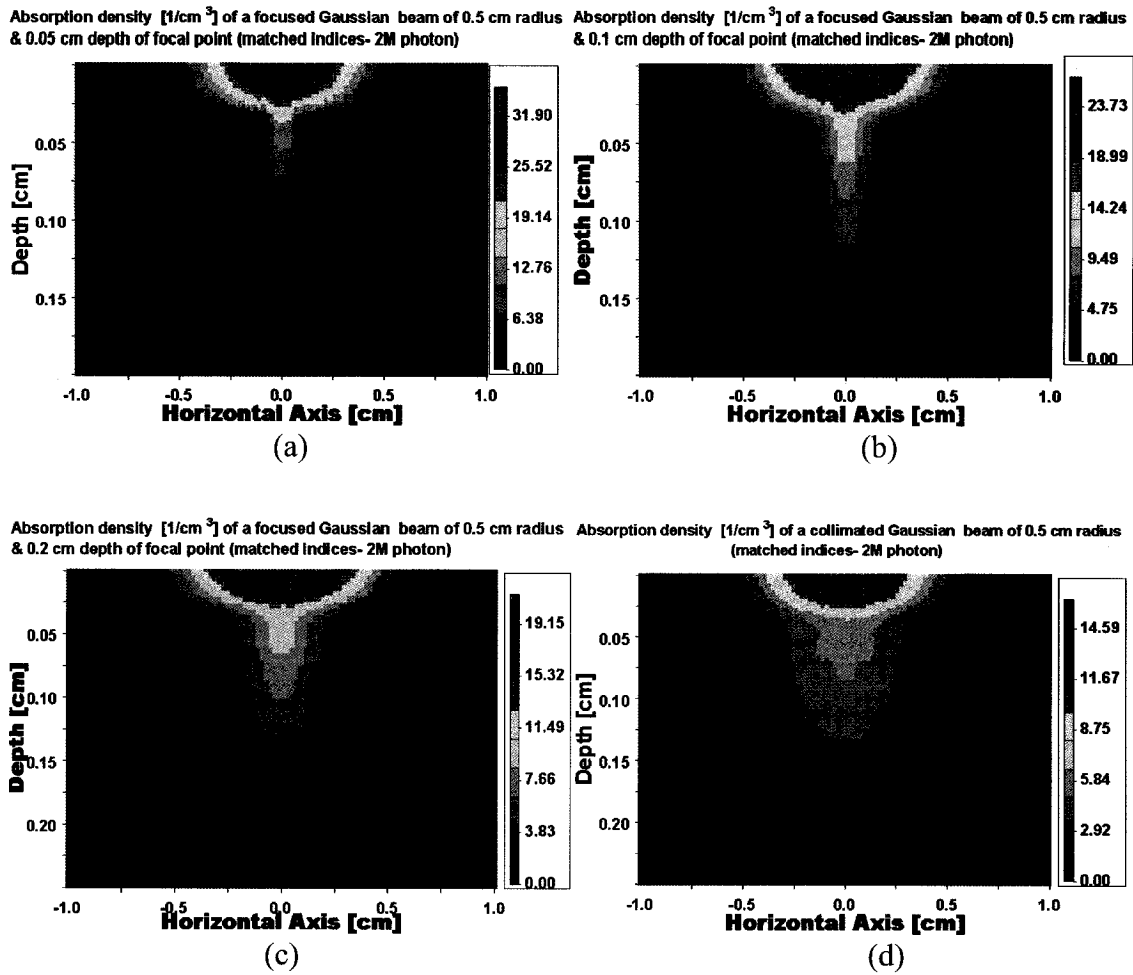 Absorption density [1/cm ³] of a focused Gaussian beam of 0.5 cm radius
& 0.05 cm depth of focal point (matched indices- 2M photon)
Depth [cm]
0.05
0.10
0.15
31.90
25.52
19.14
12.76
6.38
0.00
-1.0 -0.5 0.0 0.5 1.0
Horizontal Axis [cm]
(a)
Absorption density [1/cm ³] of a focused Gaussian beam of 0.5 cm radius
& 0.1 cm depth of focal point (matched indices- 2M photon)
Depth [cm]
0.05
0.10
0.15
23.73
18.99
14.24
9.49
4.75
0.00
-1.0 -0.5 0.0 0.5 1.0
Horizontal Axis [cm]
(b)
Absorption density [1/cm ³] of a focused Gaussian beam of 0.5 cm radius
& 0.2 cm depth of focal point (matched indices- 2M photon)
Depth [cm]
0.05
0.10
0.15
0.20
19.15
15.32
11.49
7.66
3.83
0.00
-1.0 -0.5 0.0 0.5 1.0
Horizontal Axis [cm]
(c)
Absorption density [1/cm ³] of a collimated Gaussian beam of 0.5 cm radius
(matched indices- 2M photon)
Depth [cm]
0.05
0.10
0.15
0.20
14.59
11.67
8.75
5.84
2.92
0.00
-1.0 -0.5 0.0 0.5 1.0
Horizontal Axis [cm]
(d)